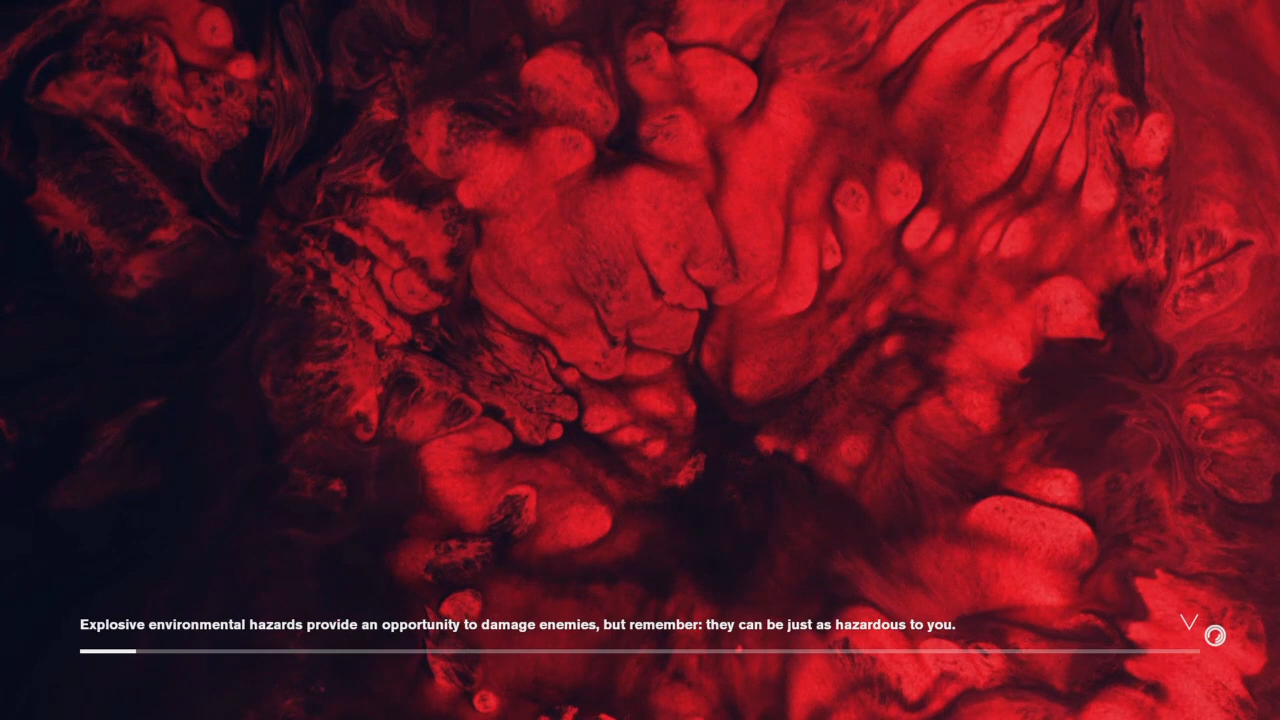 Explosive environmental hazards provide an opportunity to damage enemies, but remember: they can be just as hazardous to you.